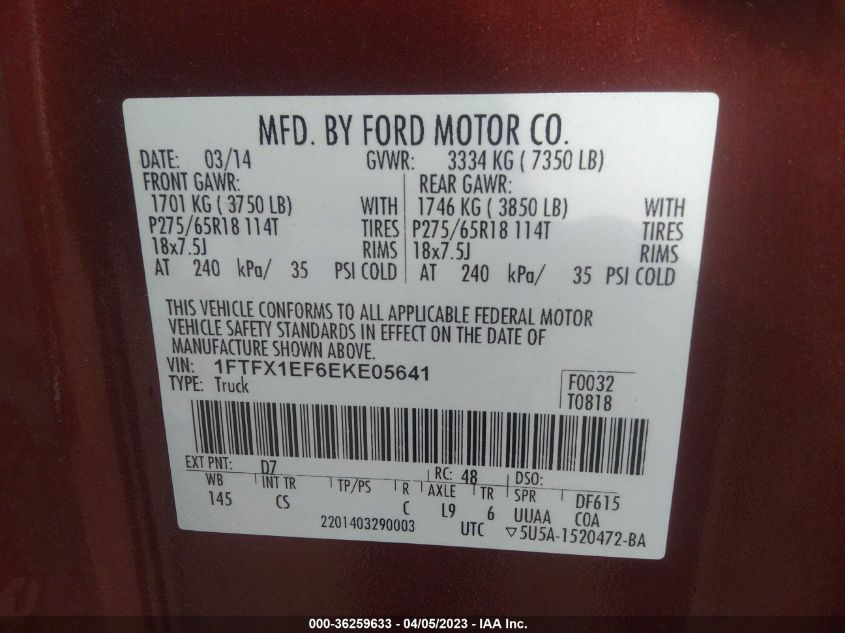 MFD. BY FORD MOTOR CO.
DATE: 03/14 GVWR: 3334 KG ( 7350 LB)
FRONT GAWR: REAR GAWR:
1701 KG ( 3750 LB) WITH 1746 KG ( 3850 LB) WITH
P275/65R18 114T TIRES P275/65R18 114T TIRES
18x7.5J RIMS 18x7.5J RIMS
AT 240 kPa/ 35 PSI COLD AT 240 kPa/ 35 PSI COLD
THIS VEHICLE CONFORMS TO ALL APPLICABLE FEDERAL MOTOR
VEHICLE SAFETY STANDARDS IN EFFECT ON THE DATE OF
MANUFACTURE SHOWN ABOVE.
VIN: 1FTFX1EF6EKE05641
TYPE: Truck F0032
T0818
EXT PNT: D7 RC: 48 DSO:
WB INT TR TP/PS R AXLE TR SPR DF615
145 CS C L9 6 UUAA COA
2201403290003 UTC ▽5U5A-1520472-BA
000-36259633 - 04/05/2023 - IAA Inc.